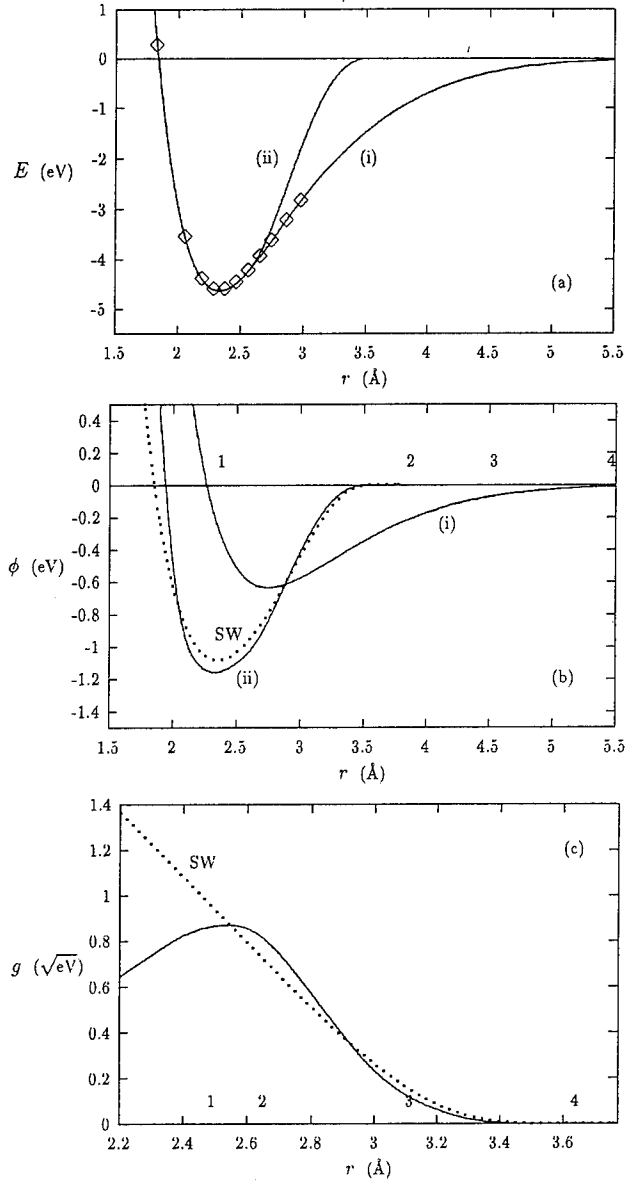 1
0
-1
-2
-3
-4
-5
E (eV)
(ii)
(i)
(a)
1.5 2 2.5 3 3.5 4 4.5 5 5.5
r (Å)
0.4
0.2
0
-0.2
-0.4
-0.6
-0.8
-1
-1.2
-1.4
ϕ (eV)
1 2 3 4
(i)
SW
(ii)
(b)
1.5 2 2.5 3 3.5 4 4.5 5 5.5
r (Å)
1.4
1.2
1
0.8
0.6
0.4
0.2
0
g (√eV)
SW
(c)
1 2 3 4
2.2 2.4 2.6 2.8 3 3.2 3.4 3.6
r (Å)